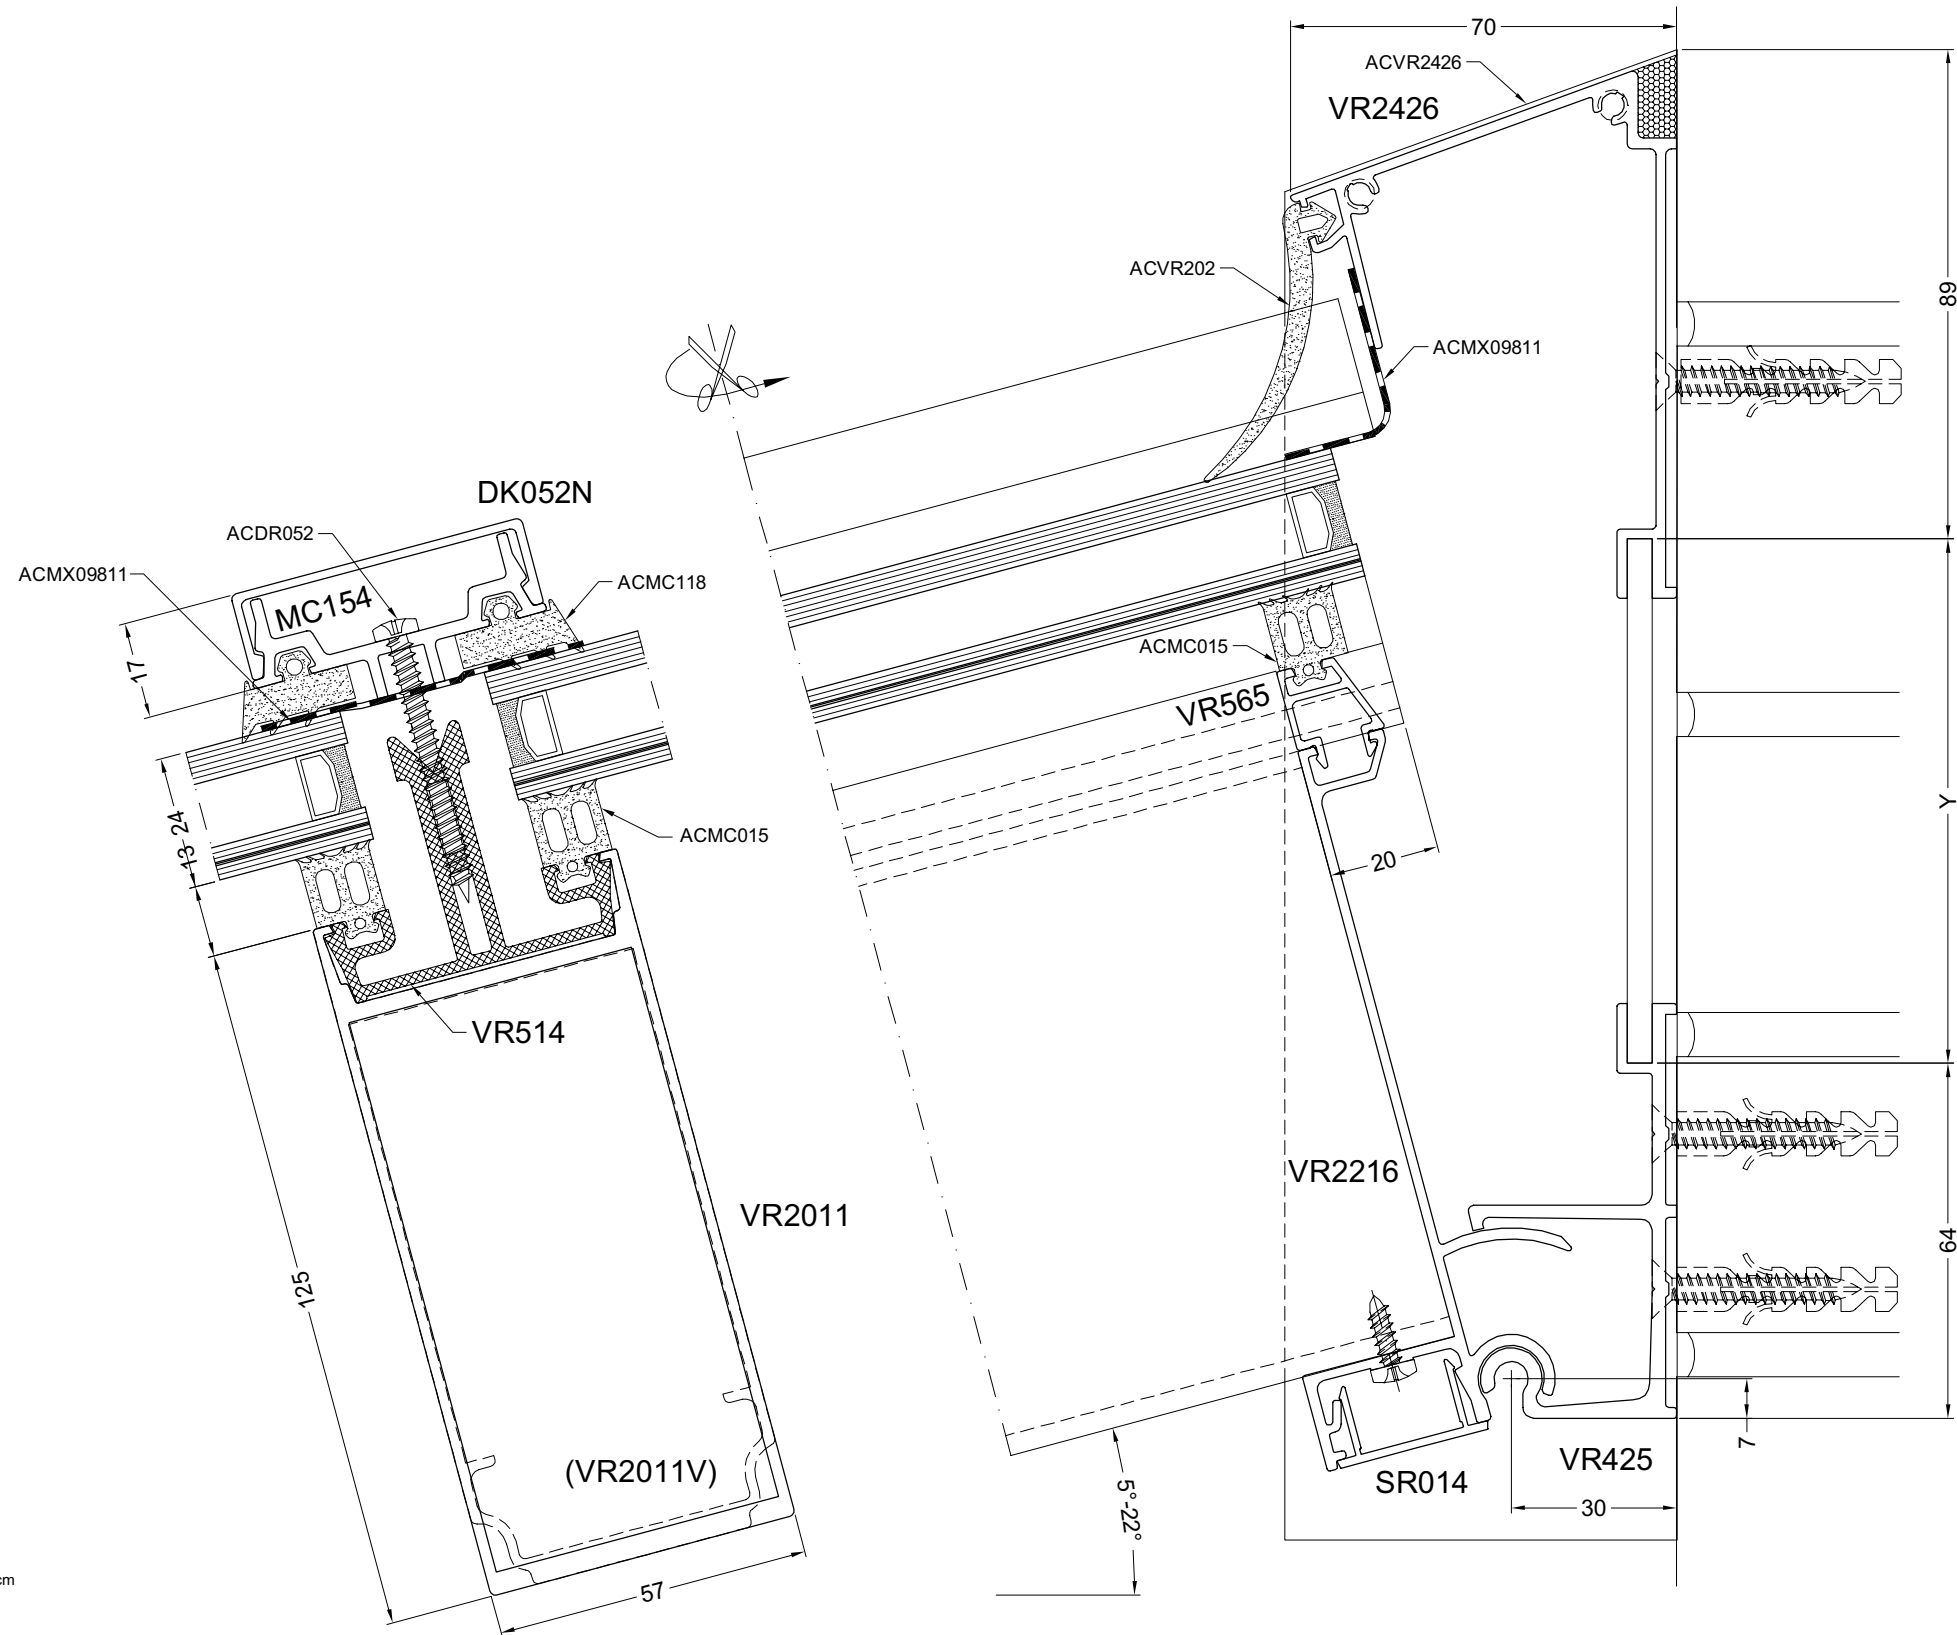 70
ACVR2426
VR2426
89
ACVR202
ACMX09811
DK052N
ACDR052
ACMX09811
ACMC118
MC154
17
ACMC015
VR565
Y
24
13
ACMC015
20
VR514
VR2216
VR2011
64
125
7
(VR2011V)
VR425
SR014
5°-22°
30
57
cm